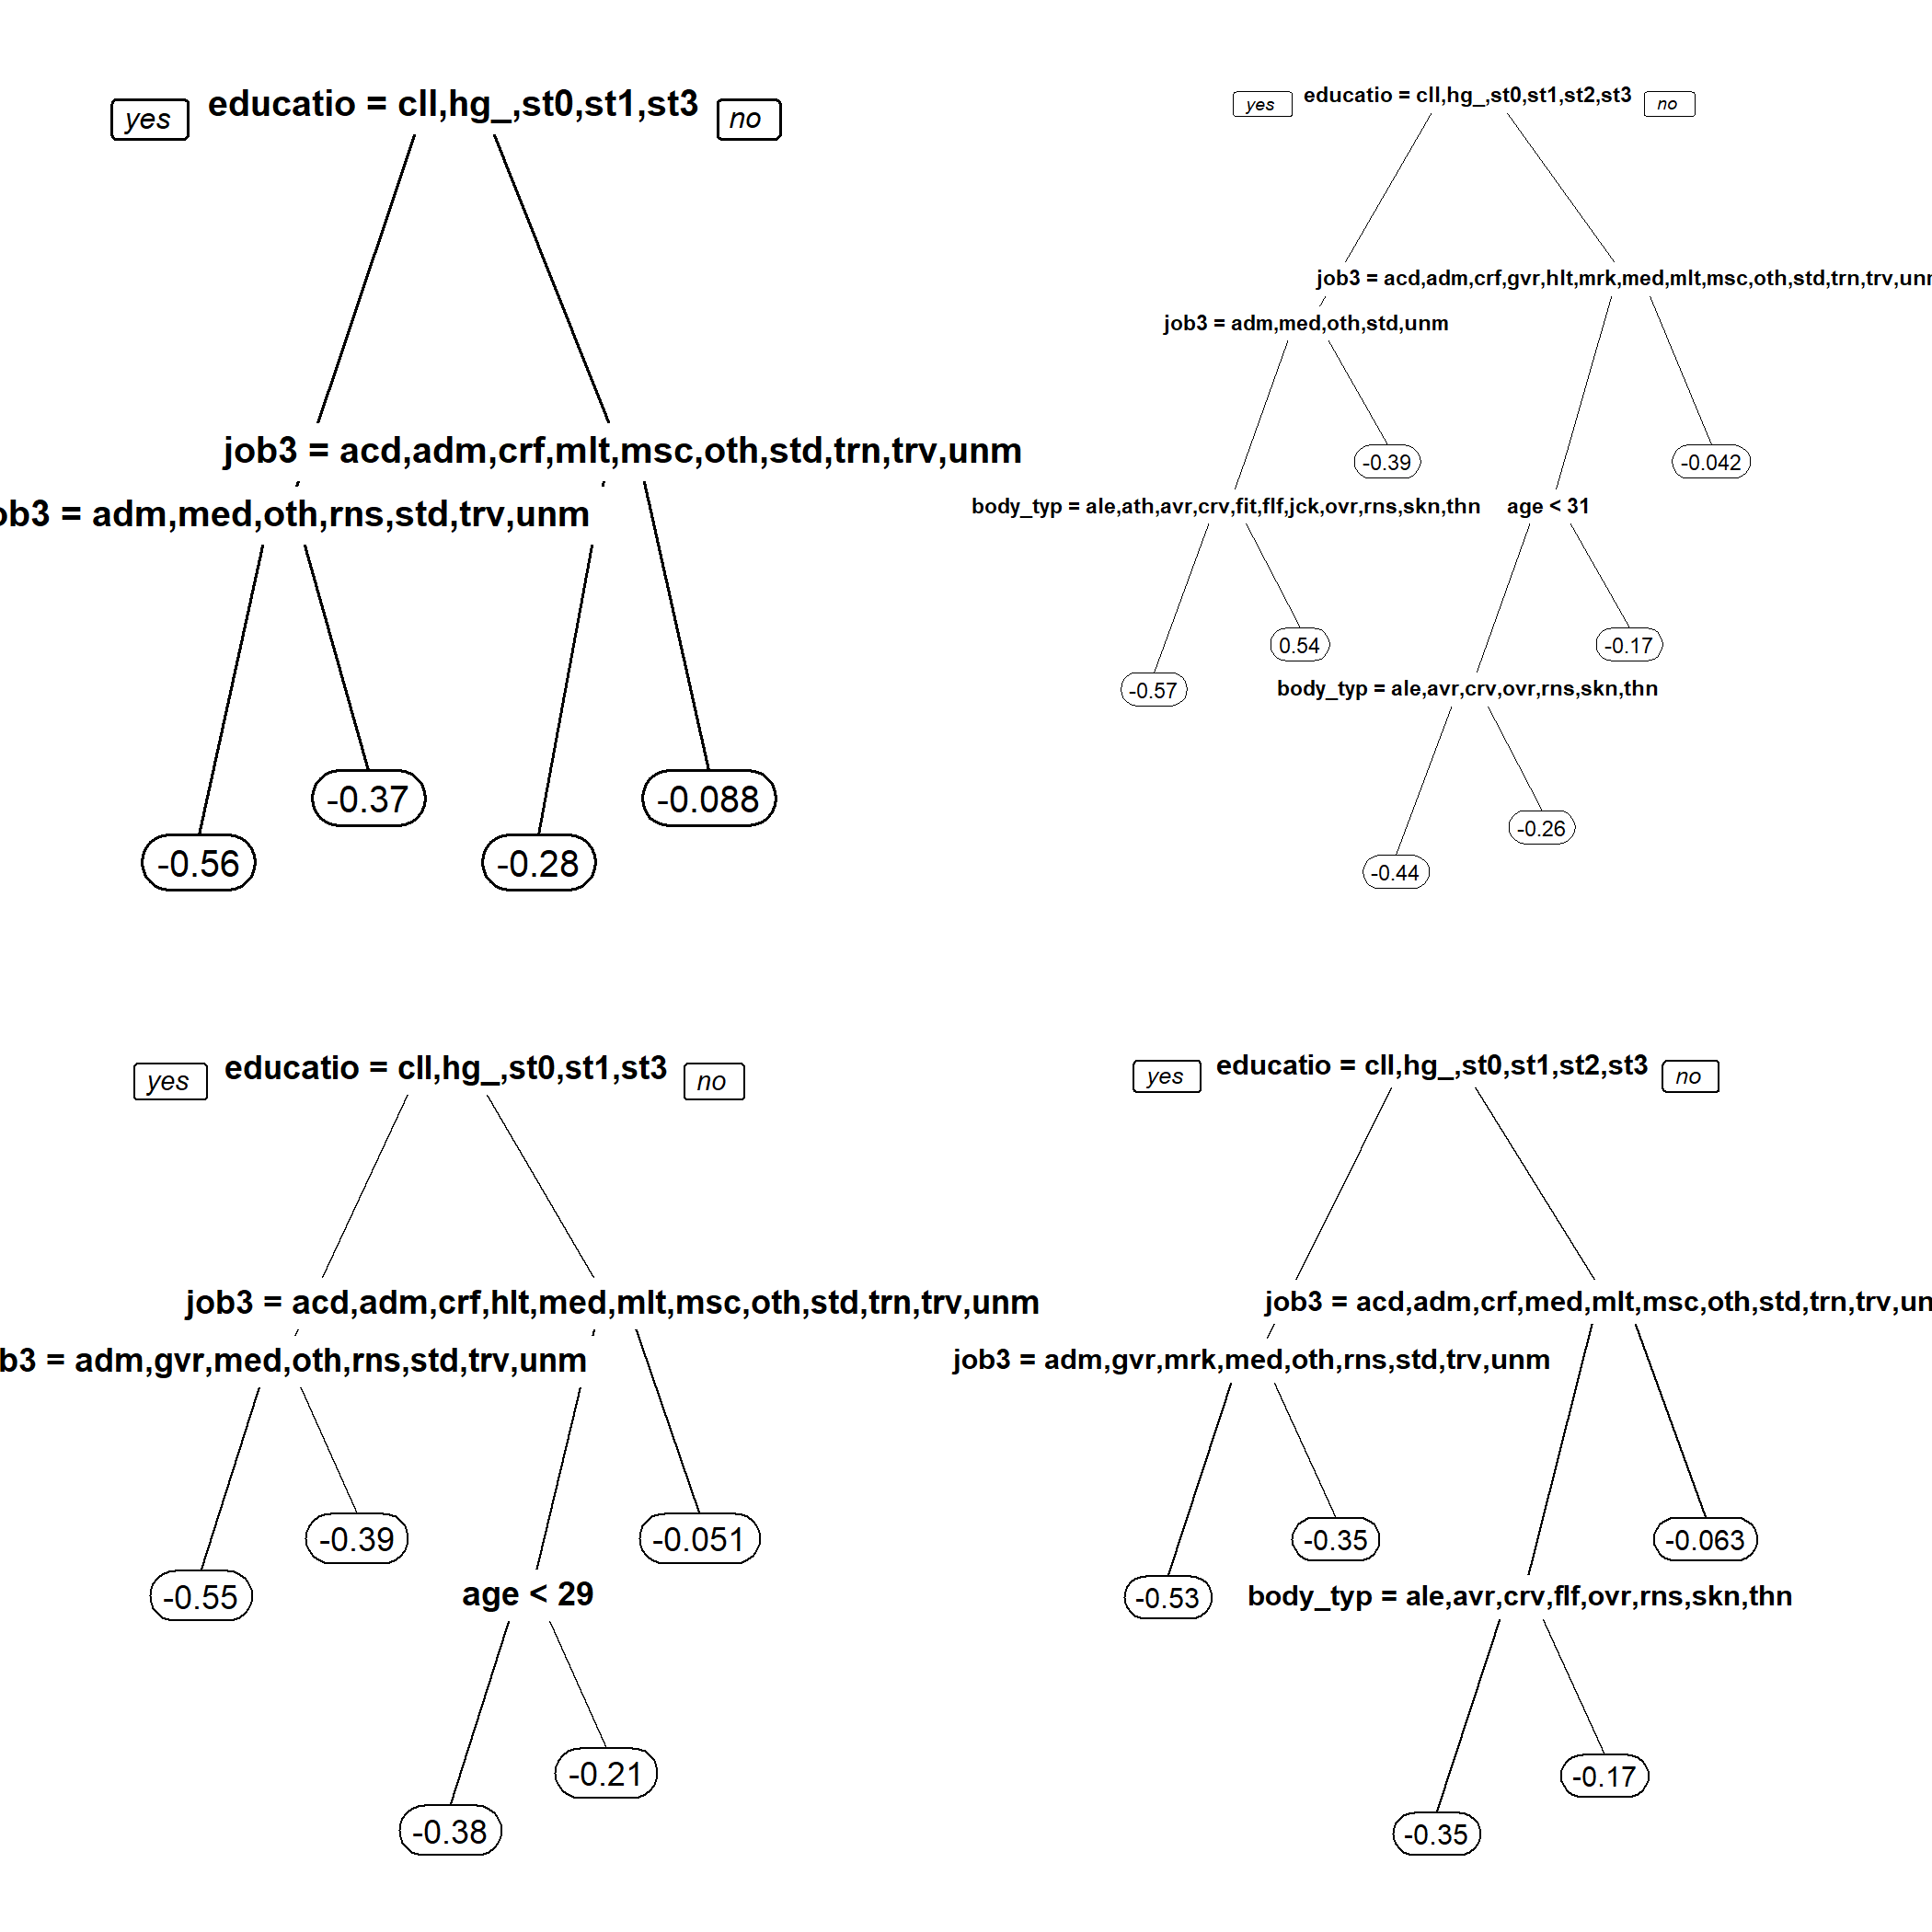 yes educatio = cll,hg_,st0,st1,st3 no
job3 = acd,adm,crf,mlt,msc,oth,std,trn,trv,unm
ob3 = adm,med,oth,rns,std,trv,unm
-0.37 -0.088
-0.56 -0.28
yes educatio = cll,hg_,st0,st1,st2,st3 no
job3 = acd,adm,crf,gvr,hlt,mrk,med,mlt,msc,oth,std,trn,trv,unm
job3 = adm,med,oth,std,unm
-0.39 -0.042
body_typ = ale,ath,avr,crv,fit,flf,jck,ovr,rns,skn,thn age < 31
0.54 -0.17
-0.57 body_typ = ale,avr,crv,ovr,rns,skn,thn
-0.26
-0.44
yes educatio = cll,hg_,st0,st1,st3 no
job3 = acd,adm,crf,hlt,med,mlt,msc,oth,std,trn,trv,unm
b3 = adm,gvr,med,oth,rns,std,trv,unm
-0.39 -0.051
-0.55 age < 29
-0.21
-0.38
yes educatio = cll,hg_,st0,st1,st2,st3 no
job3 = acd,adm,crf,med,mlt,msc,oth,std,trn,trv,un
job3 = adm,gvr,mrk,med,oth,rns,std,trv,unm
-0.35 -0.063
-0.53 body_typ = ale,avr,crv,flf,ovr,rns,skn,thn
-0.17
-0.35